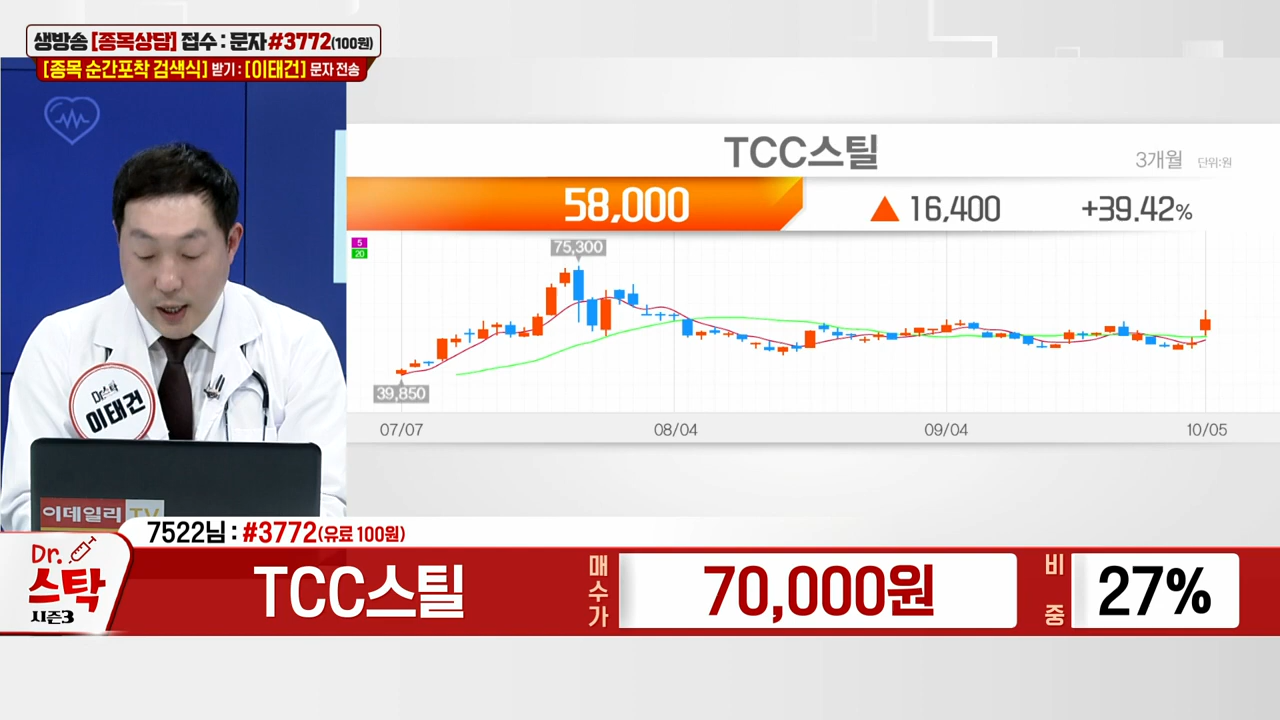 생방송 [종목상담] 접수 : 문자#3772(100원)
[종목 순간포착 검색식] 받기 : [이태건] 문자 전송
TCC스틸
3개월 단위:원
58,000 ▲ 16,400 +39.42%
5
20
75,300
39,850
07/07 08/04 09/04 10/05
Dr.스탁
이태건
이데일리 TV
7522님 : #3772(유료 100원)
Dr.
스탁
시즌3
TCC스틸
매수가
70,000원
비중
27%